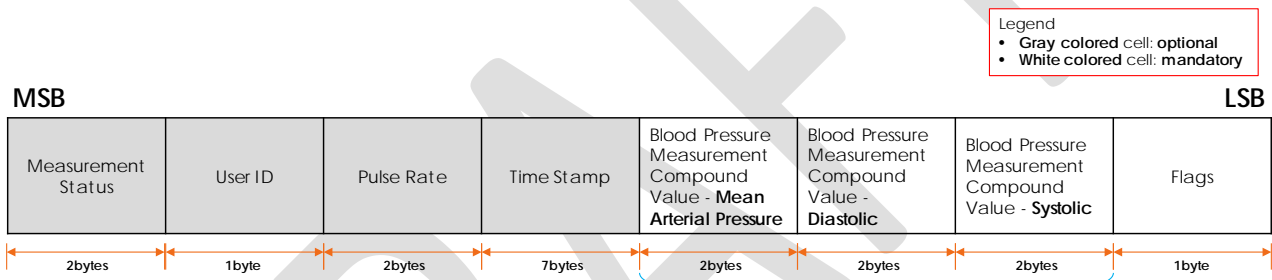 Legend
• Gray colored cell: optional
• White colored cell: mandatory
MSB
LSB
Measurement
Status
User ID
Pulse Rate
Time Stamp
Blood Pressure
Measurement
Compound
Value - Mean
Arterial Pressure
Blood Pressure
Measurement
Compound
Value -
Diastolic
Blood Pressure
Measurement
Compound
Value - Systolic
Flags
2bytes
1byte
2bytes
7bytes
2bytes
2bytes
2bytes
1byte